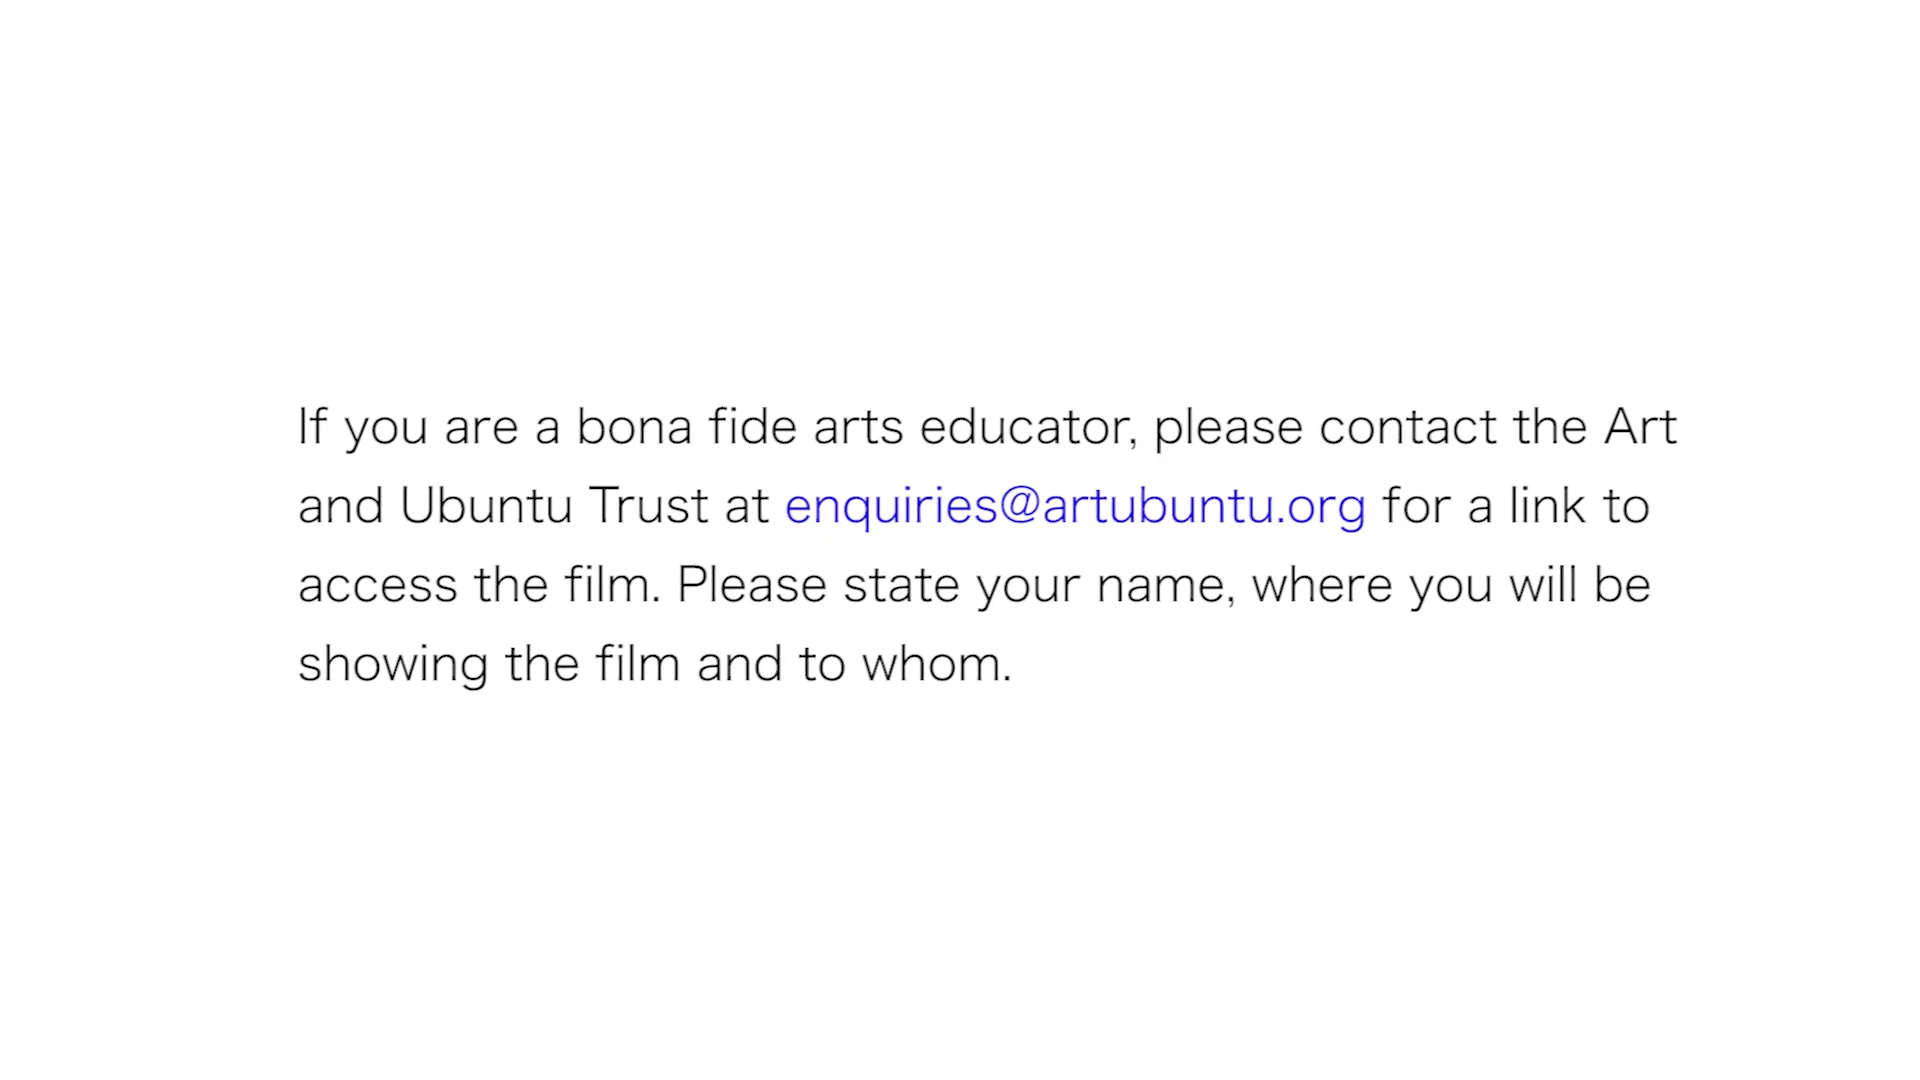 If you are a bona fide arts educator, please contact the Art
and Ubuntu Trust at enquiries@artubuntu.org for a link to
access the film. Please state your name, where you will be
showing the film and to whom.